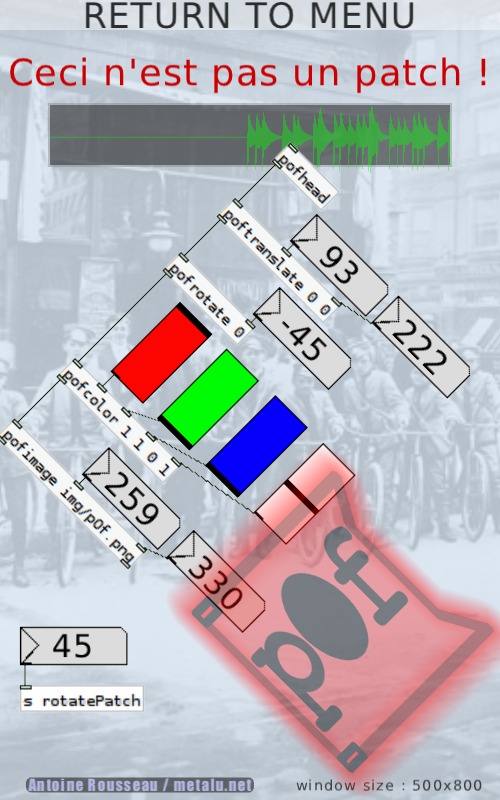 RETURN TO MENU
Ceci n'est pas un patch !
pofhead
poftranslate 0 0
93
222
pofrotate 0
-45
pofcolor 1 1 0 1
pofimage img/p0f.png
259
330
pof
45
s rotatePatch
Antoine Rousseau / metalu.net
window size : 500x800